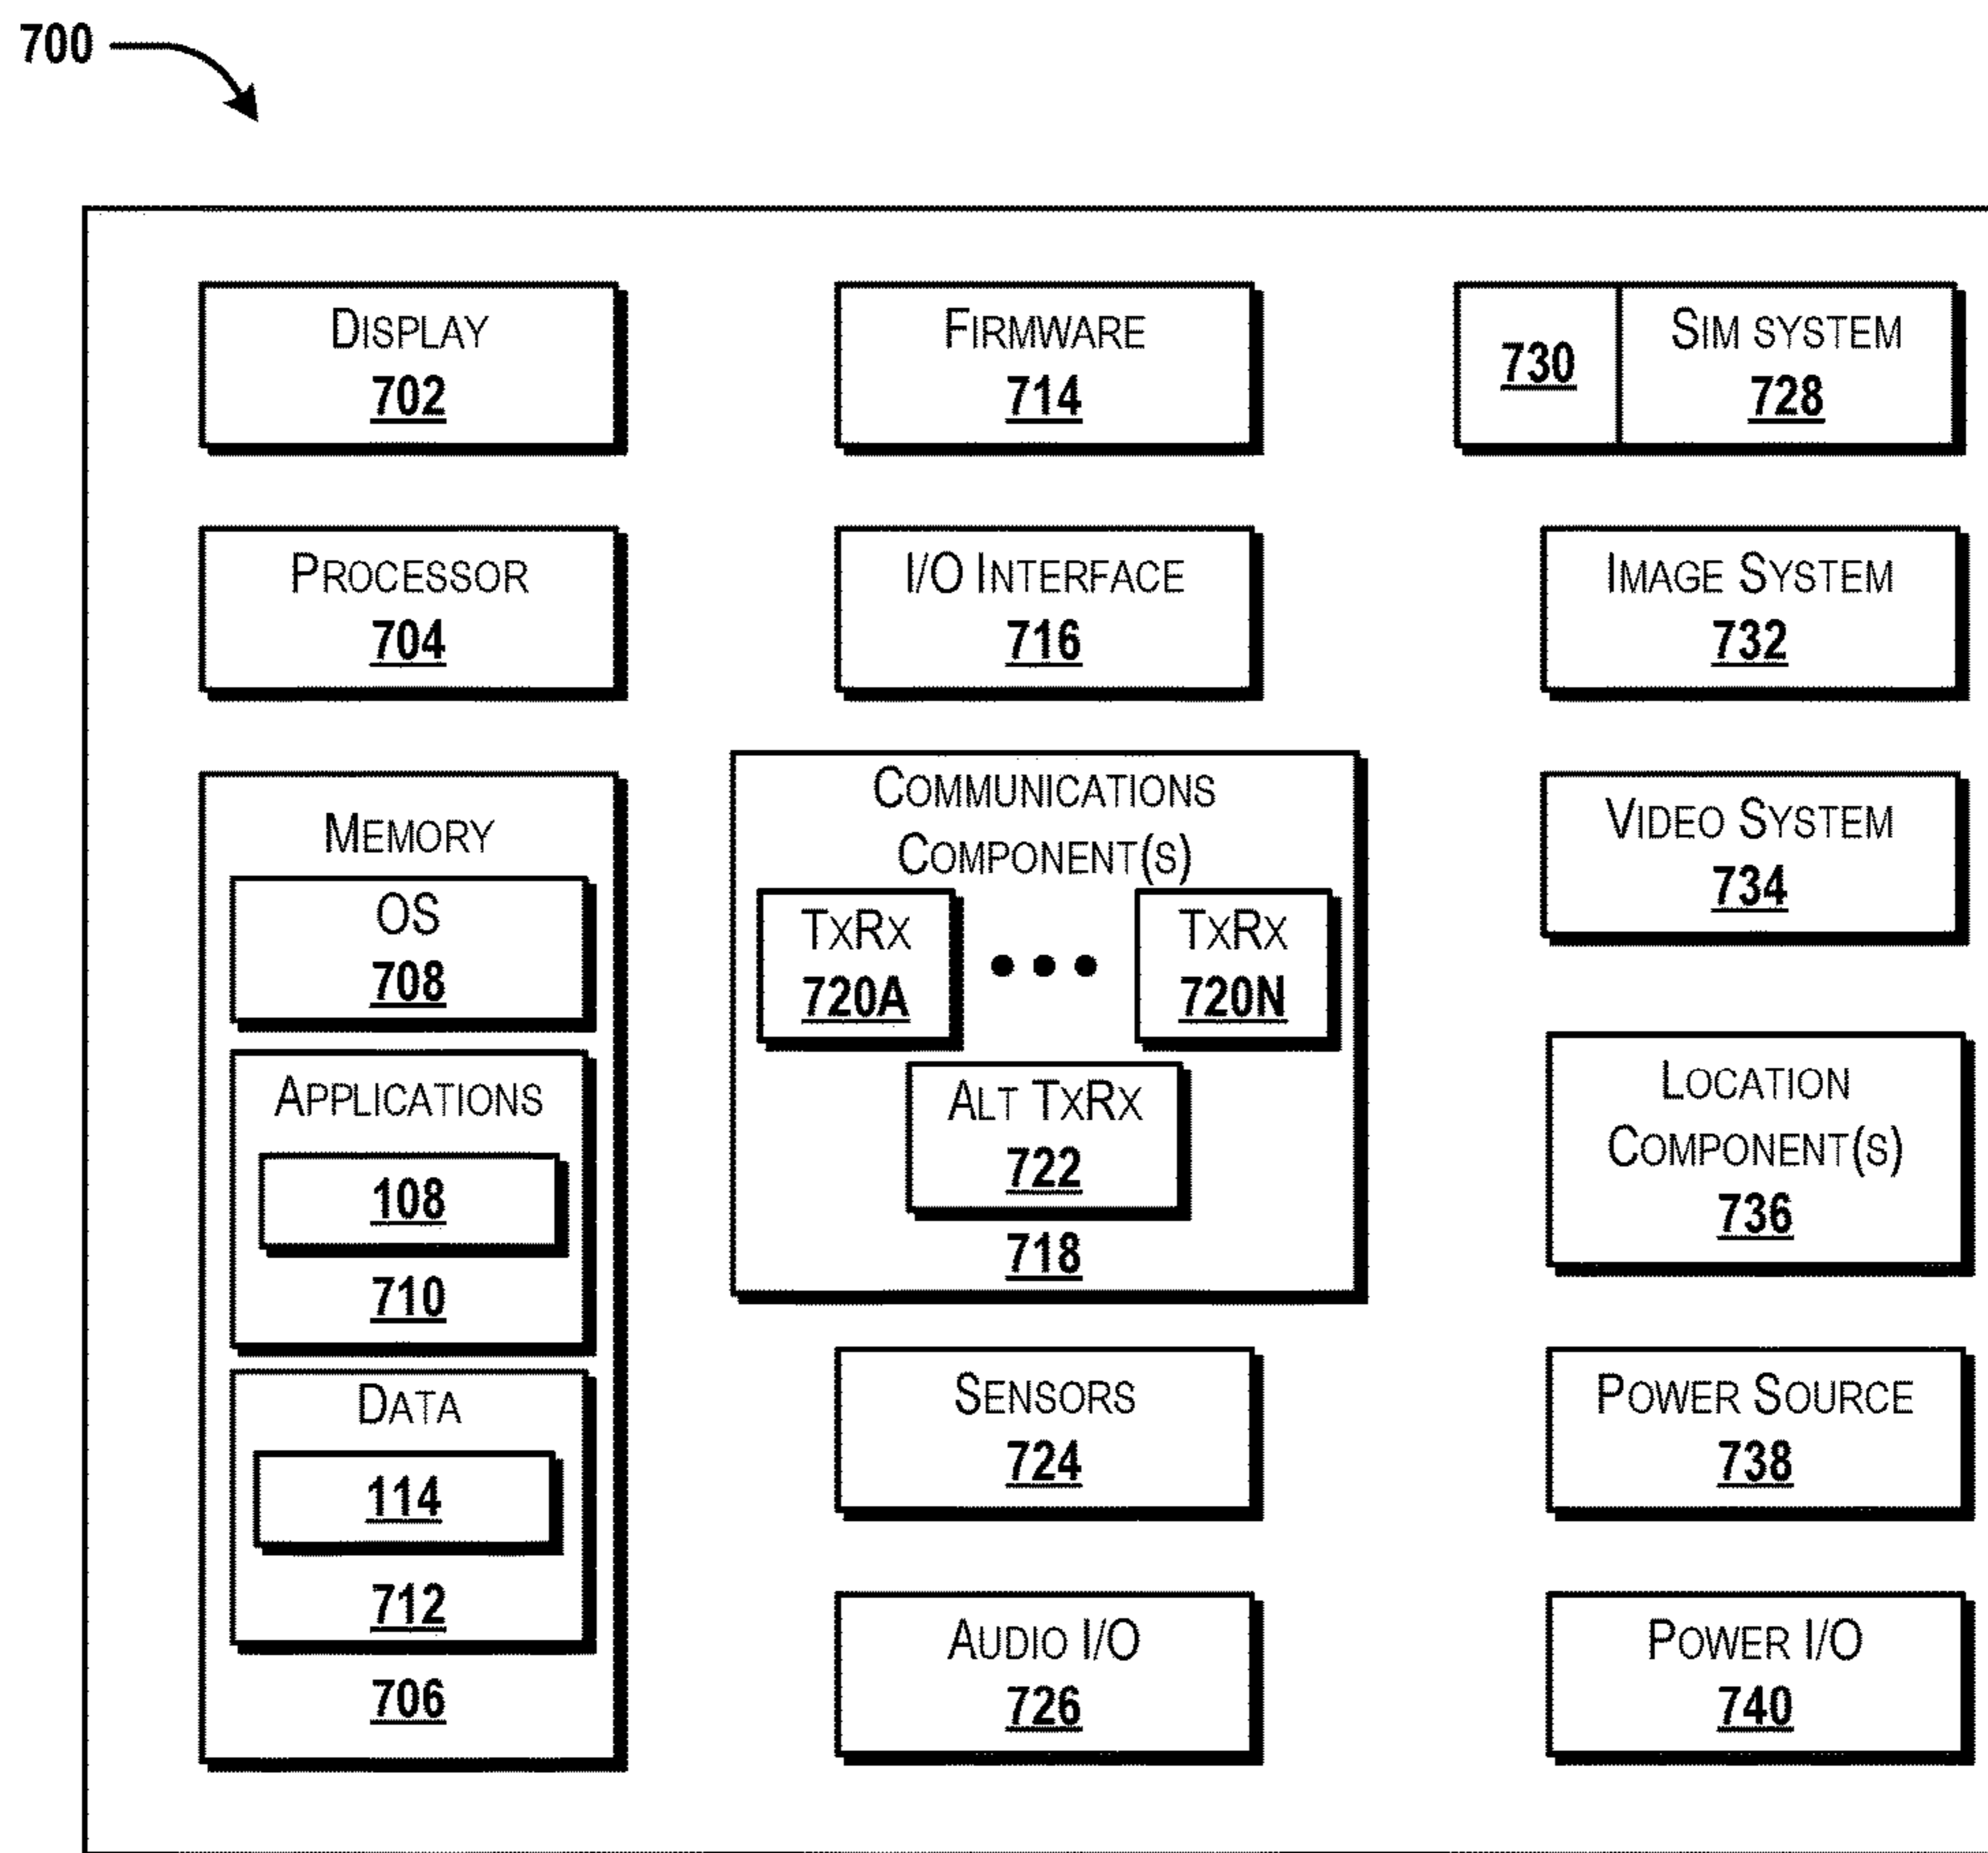 700
DISPLAY
702
FIRMWARE
714
730
SIM SYSTEM
728
PROCESSOR
704
I/O INTERFACE
716
IMAGE SYSTEM
732
MEMORY
OS
708
APPLICATIONS
108
710
DATA
114
712
706
COMMUNICATIONS
COMPONENT(S)
TXRX
720A
TXRX
720N
ALT TXRX
722
718
VIDEO SYSTEM
734
LOCATION
COMPONENT(S)
736
SENSORS
724
POWER SOURCE
738
AUDIO I/O
726
POWER I/O
740